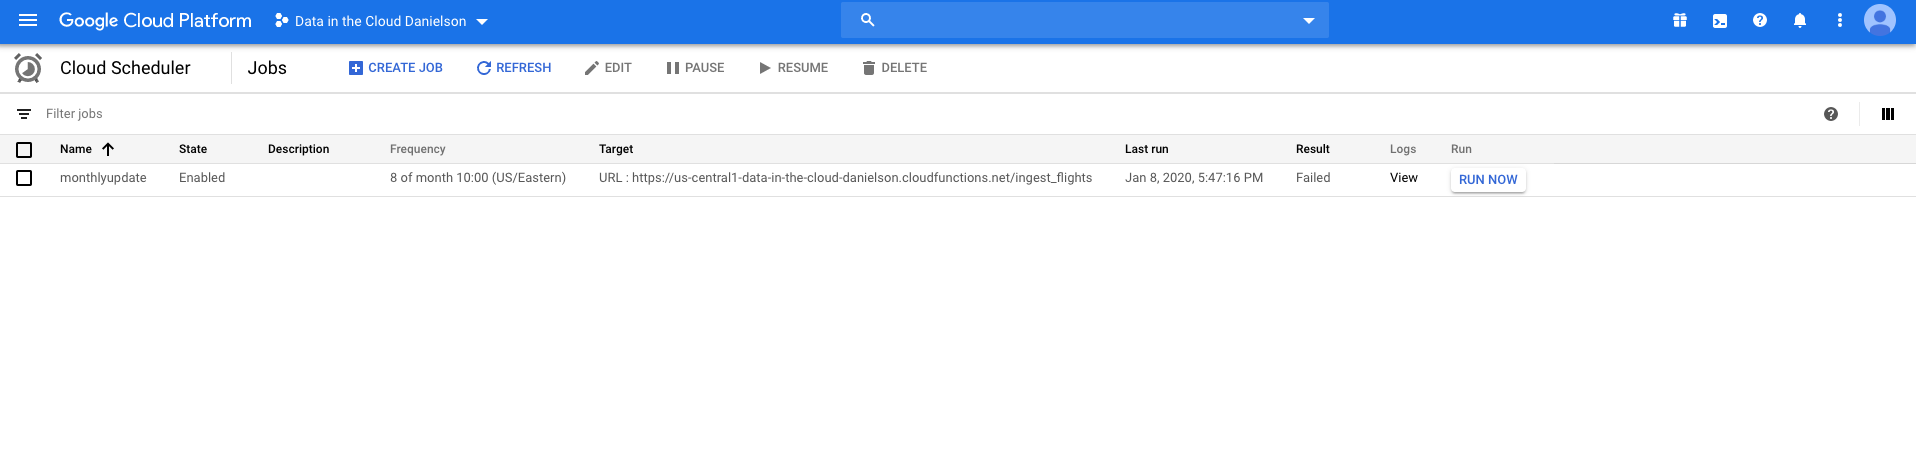 Google Cloud Platform Data in the Cloud Danielson
Cloud Scheduler Jobs CREATE JOB REFRESH EDIT PAUSE RESUME DELETE
Filter jobs
Name State Description Frequency Target Last run Result Logs Run
monthlyupdate Enabled 8 of month 10:00 (US/Eastern) URL : https://us-central1-data-in-the-cloud-danielson.cloudfunctions.net/ingest_flights Jan 8, 2020, 5:47:16 PM Failed View RUN NOW